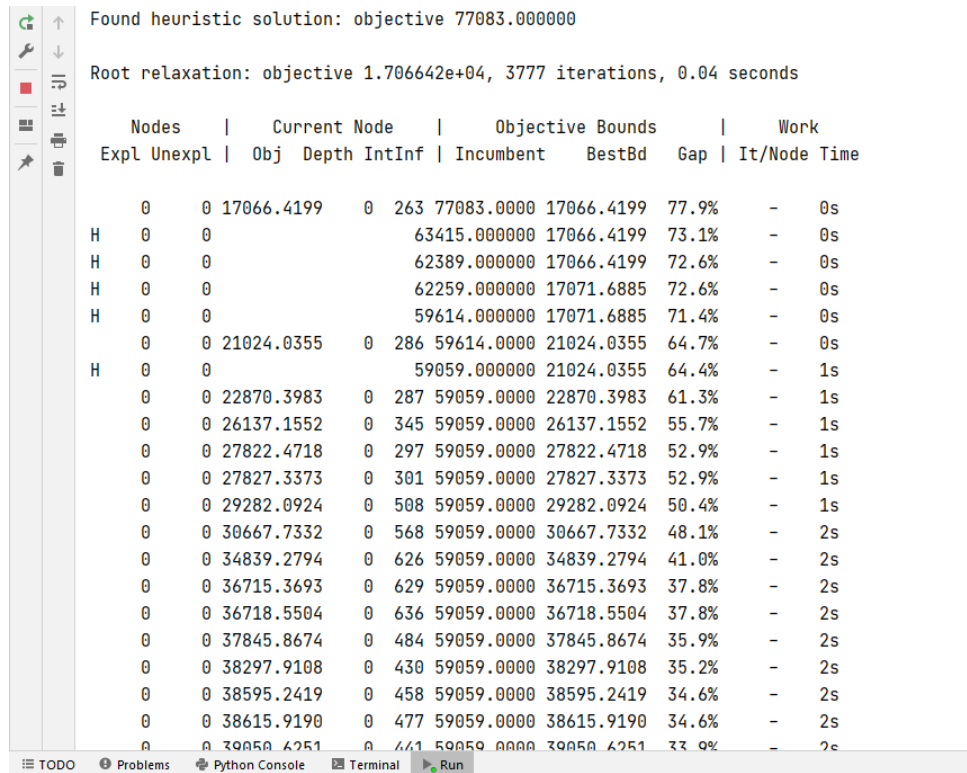 Found heuristic solution: objective 77083.000000
Root relaxation: objective 1.706642e+04, 3777 iterations, 0.04 seconds
Nodes | Current Node | Objective Bounds | Work
Expl Unexpl | Obj Depth IntInf | Incumbent BestBd Gap | It/Node Time
0 0 17066.4199 0 263 77083.0000 17066.4199 77.9% - 0s
H 0 0 63415.000000 17066.4199 73.1% - 0s
H 0 0 62389.000000 17066.4199 72.6% - 0s
H 0 0 62259.000000 17071.6885 72.6% - 0s
H 0 0 59614.000000 17071.6885 71.4% - 0s
0 0 21024.0355 0 286 59614.0000 21024.0355 64.7% - 0s
H 0 0 59059.000000 21024.0355 64.4% - 1s
0 0 22870.3983 0 287 59059.0000 22870.3983 61.3% - 1s
0 0 26137.1552 0 345 59059.0000 26137.1552 55.7% - 1s
0 0 27822.4718 0 297 59059.0000 27822.4718 52.9% - 1s
0 0 27827.3373 0 301 59059.0000 27827.3373 52.9% - 1s
0 0 29282.0924 0 508 59059.0000 29282.0924 50.4% - 1s
0 0 30667.7332 0 568 59059.0000 30667.7332 48.1% - 2s
0 0 34839.2794 0 626 59059.0000 34839.2794 41.0% - 2s
0 0 36715.3693 0 629 59059.0000 36715.3693 37.8% - 2s
0 0 36718.5504 0 636 59059.0000 36718.5504 37.8% - 2s
0 0 37845.8674 0 484 59059.0000 37845.8674 35.9% - 2s
0 0 38297.9108 0 430 59059.0000 38297.9108 35.2% - 2s
0 0 38595.2419 0 458 59059.0000 38595.2419 34.6% - 2s
0 0 38615.9190 0 477 59059.0000 38615.9190 34.6% - 2s
0 0 39050.6251 0 441 59059.0000 39050.6251 33.9% - 2s
TODO Problems Python Console Terminal Run